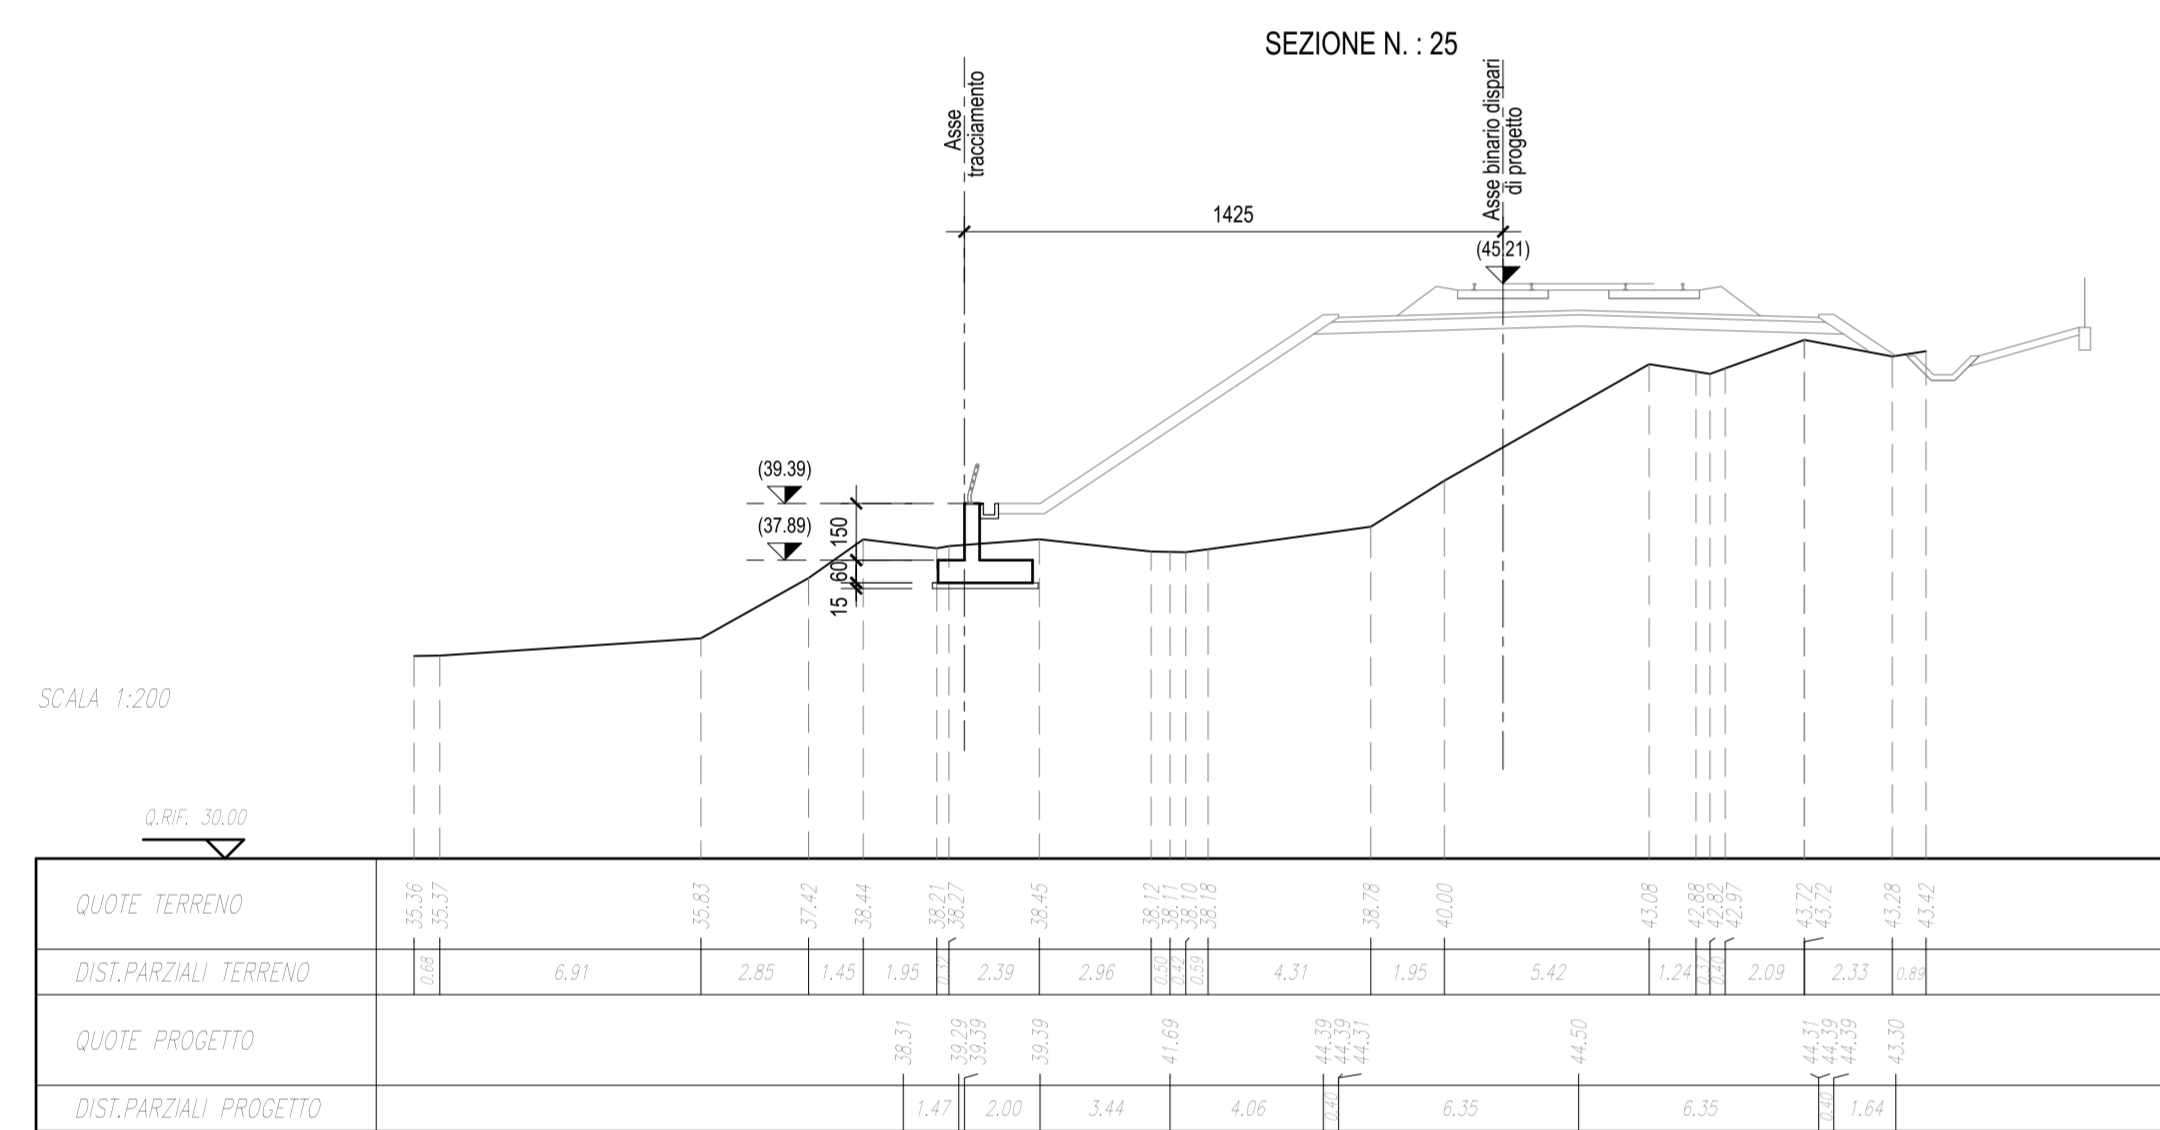 SEZIONE N. : 25
Asse
tracciamento
Asse binario dispari
di progetto
1425
(45.21)
(39.39)
(37.89)
150
60
15
SCALA 1:200
Q.RIF. 30.00
QUOTE TERRENO 35.36 35.37 35.83 37.42 38.44 38.21 38.27 38.45 38.12 38.11 38.10 38.18 38.78 40.00 43.08 42.88 42.82 42.97 43.72 43.72 43.28 43.42
DIST.PARZIALI TERRENO 0.68 6.91 2.85 1.45 1.95 0.32 2.39 2.96 0.50 0.42 0.59 4.31 1.95 5.42 1.24 0.37 0.40 2.09 2.33 0.89
QUOTE PROGETTO 38.31 39.29 39.39 39.39 41.69 44.39 44.39 44.31 44.50 44.31 44.39 44.39 43.30
DIST.PARZIALI PROGETTO 1.47 2.00 3.44 4.06 0.40 6.35 6.35 0.40 1.64